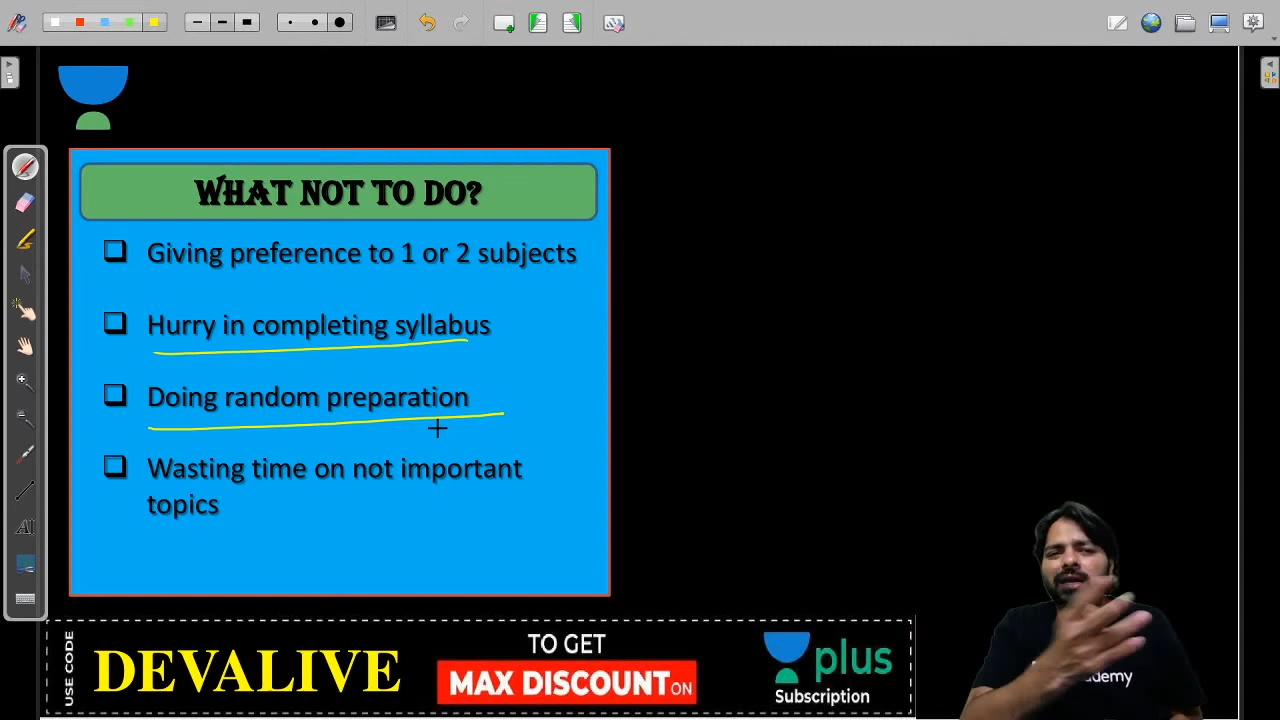 WHAT NOT TO DO?
Giving preference to 1 or 2 subjects
Hurry in completing syllabus
Doing random preparation
Wasting time on not important
topics
USE CODE
DEVALIVE
TO GET
MAX DISCOUNT ON
plus
Subscription